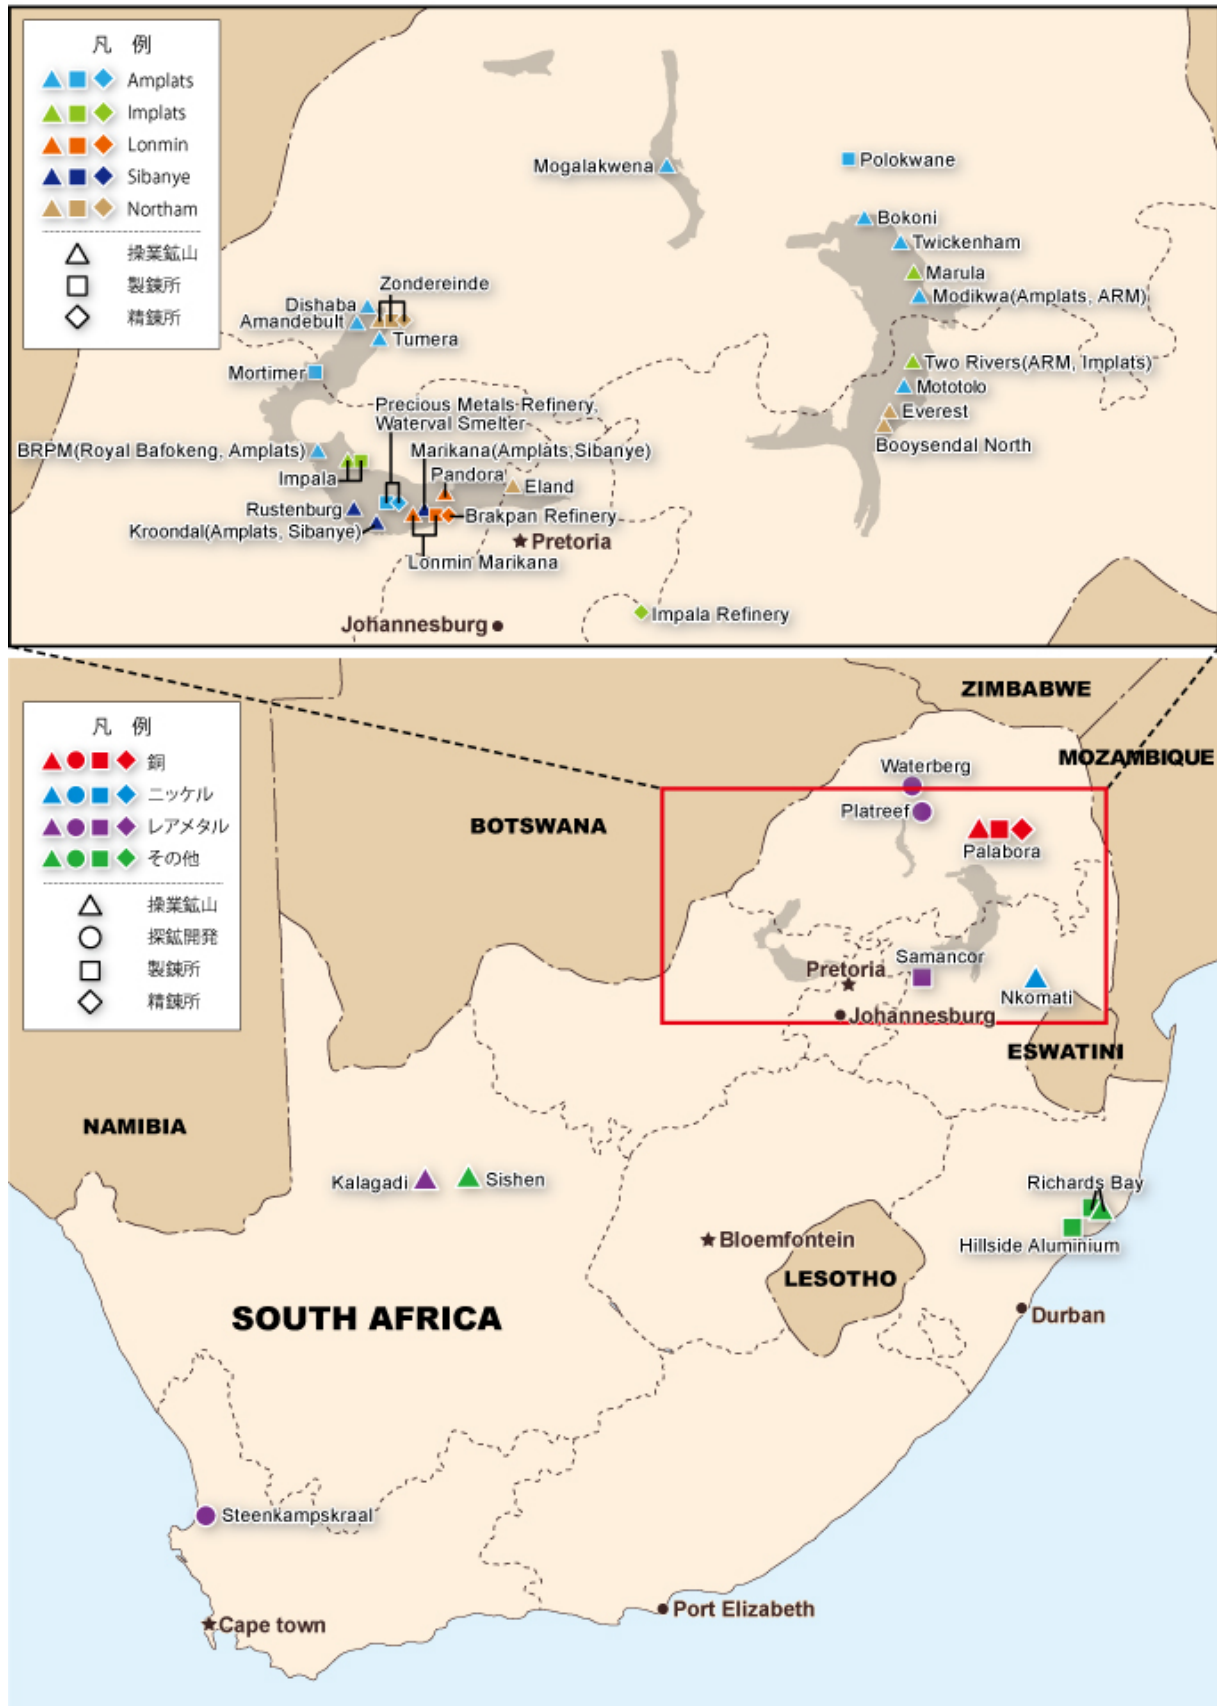 凡 例
Amplats
Implats
Lonmin
Sibanye
Northam
操業鉱山
製錬所
精錬所
Mogalakwena
Polokwane
Bokoni
Twickenham
Marula
Modikwa(Amplats, ARM)
Zondereinde
Dishaba
Amandebult
Tumera
Two Rivers(ARM, Implats)
Mortimer
Mototolo
Precious Metals Refinery,
Waterval Smelter
Everest
Booysendal North
BRPM(Royal Bafokeng, Amplats)
Marikana(Amplats,Sibanye)
Impala
Pandora
Eland
Rustenburg
Brakpan Refinery
Kroondal(Amplats, Sibanye)
Pretoria
Lonmin Marikana
Impala Refinery
Johannesburg
凡 例
銅
ニッケル
レアメタル
その他
操業鉱山
探鉱開発
製錬所
精錬所
ZIMBABWE
MOZAMBIQUE
Waterberg
Platreef
BOTSWANA
Palabora
Samancor
Pretoria
Nkomati
Johannesburg
ESWATINI
NAMIBIA
Kalagadi
Sishen
Richards Bay
Bloemfontein
Hillside Aluminium
LESOTHO
SOUTH AFRICA
Durban
Steenkampskraal
Port Elizabeth
Cape town